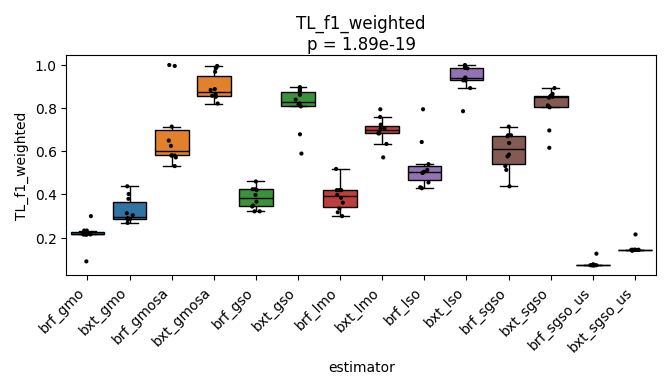 TL_f1_weighted
p = 1.89e-19
TL_f1_weighted
1.0
0.8
0.6
0.4
0.2
brf_gmo
bxt_gmo
brf_gmosa
bxt_gmosa
brf_gso
bxt_gso
brf_lmo
bxt_lmo
brf_lso
bxt_lso
brf_sgso
bxt_sgso
brf_sgso_us
bxt_sgso_us
estimator